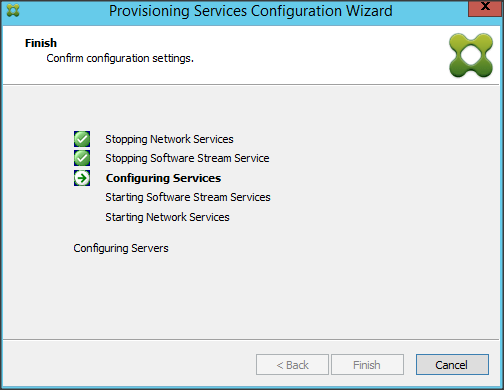 Provisioning Services Configuration Wizard
x
Finish
Confirm configuration settings.
Stopping Network Services
Stopping Software Stream Service
Configuring Services
Starting Software Stream Services
Starting Network Services
Configuring Servers
< Back
Finish
Cancel